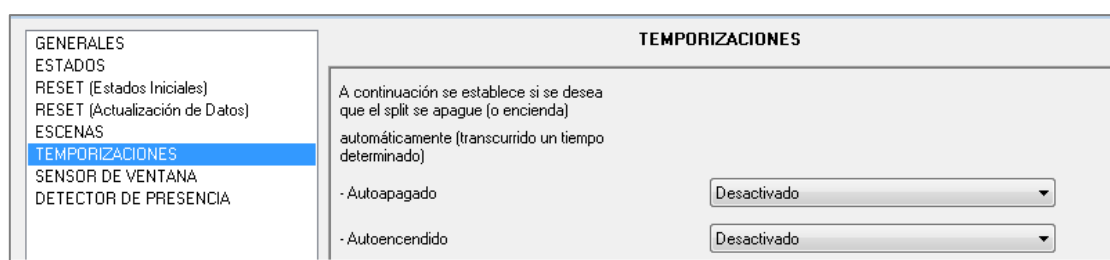 GENERALES
ESTADOS
RESET (Estados Iniciales)
RESET (Actualización de Datos)
ESCENAS
TEMPORIZACIONES
SENSOR DE VENTANA
DETECTOR DE PRESENCIA
TEMPORIZACIONES
A continuación se establece si se desea
que el split se apague (o encienda)
automáticamente (transcurrido un tiempo
determinado)
- Autoapagado
Desactivado
- Autoencendido
Desactivado